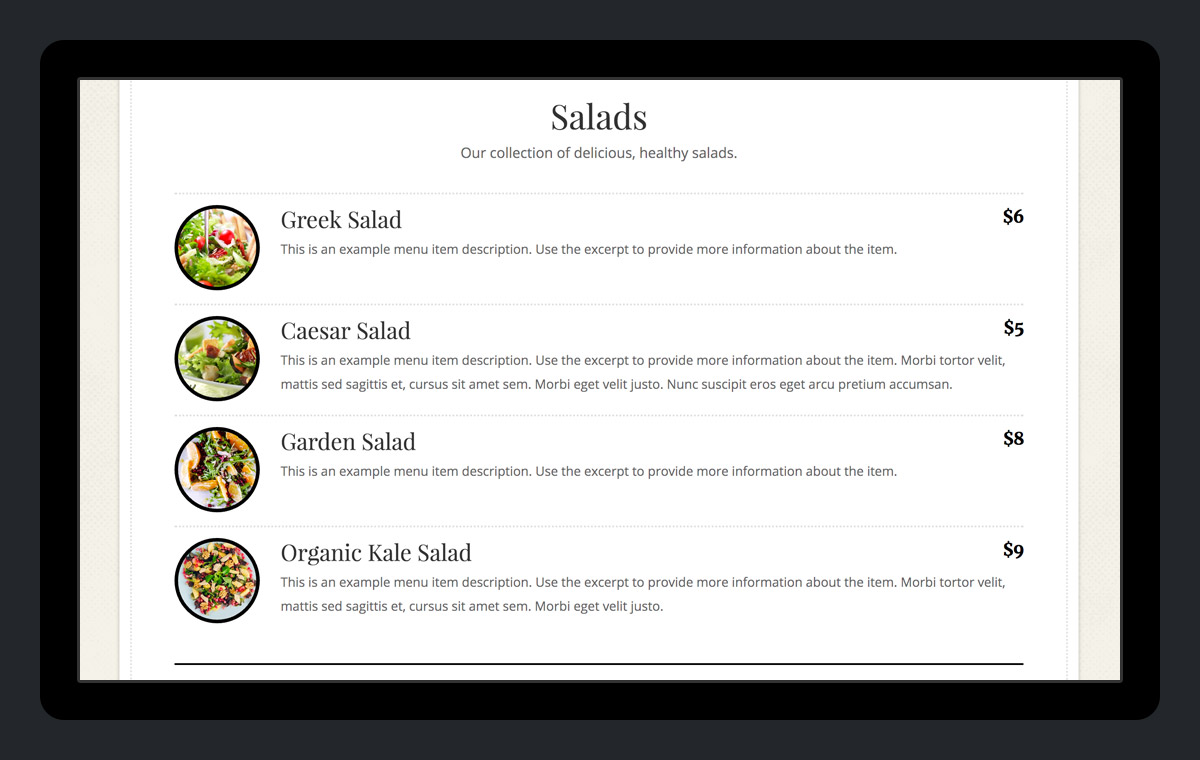 Salads
Our collection of delicious, healthy salads.
Greek Salad
$6
This is an example menu item description. Use the excerpt to provide more information about the item.
Caesar Salad
$5
This is an example menu item description. Use the excerpt to provide more information about the item. Morbi tortor velit,
mattis sed sagittis et, cursus sit amet sem. Morbi eget velit justo. Nunc suscipit eros eget arcu pretium accumsan.
Garden Salad
$8
This is an example menu item description. Use the excerpt to provide more information about the item.
Organic Kale Salad
$9
This is an example menu item description. Use the excerpt to provide more information about the item. Morbi tortor velit,
mattis sed sagittis et, cursus sit amet sem. Morbi eget velit justo.